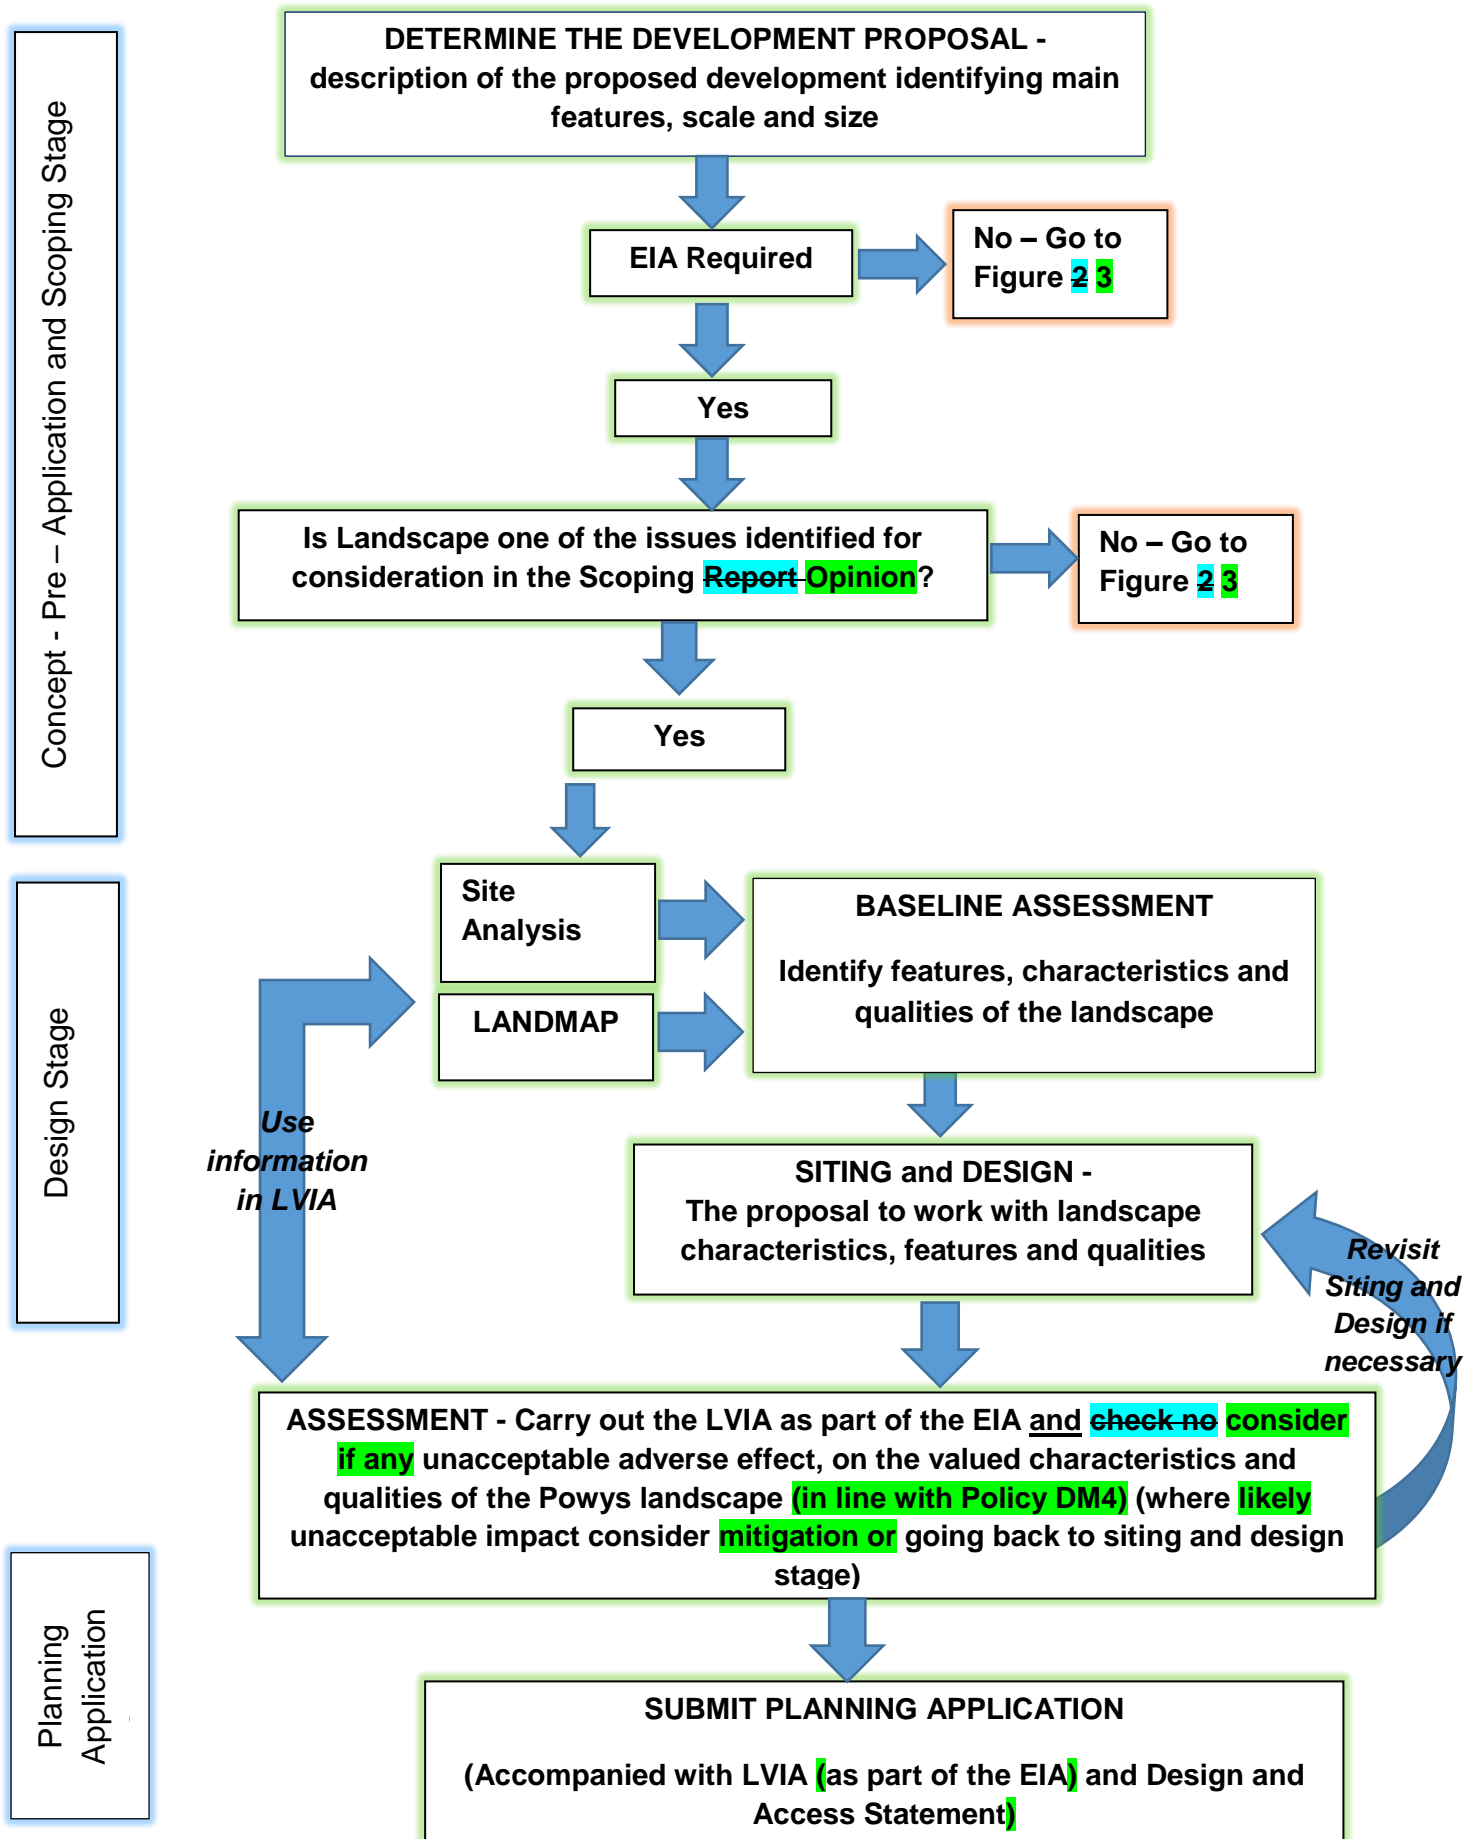 Concept - Pre – Application and Scoping Stage
DETERMINE THE DEVELOPMENT PROPOSAL -
description of the proposed development identifying main
features, scale and size
EIA Required
No – Go to
Figure 2 3
Yes
Is Landscape one of the issues identified for
consideration in the Scoping Report Opinion?
No – Go to
Figure 2 3
Yes
Design Stage
Site
Analysis
LANDMAP
BASELINE ASSESSMENT
Identify features, characteristics and
qualities of the landscape
Use
information
in LVIA
SITING and DESIGN -
The proposal to work with landscape
characteristics, features and qualities
Revisit
Siting and
Design if
necessary
ASSESSMENT - Carry out the LVIA as part of the EIA and check no consider
if any unacceptable adverse effect, on the valued characteristics and
qualities of the Powys landscape (in line with Policy DM4) (where likely
unacceptable impact consider mitigation or going back to siting and design
stage)
Planning
Application
SUBMIT PLANNING APPLICATION
(Accompanied with LVIA (as part of the EIA) and Design and
Access Statement)